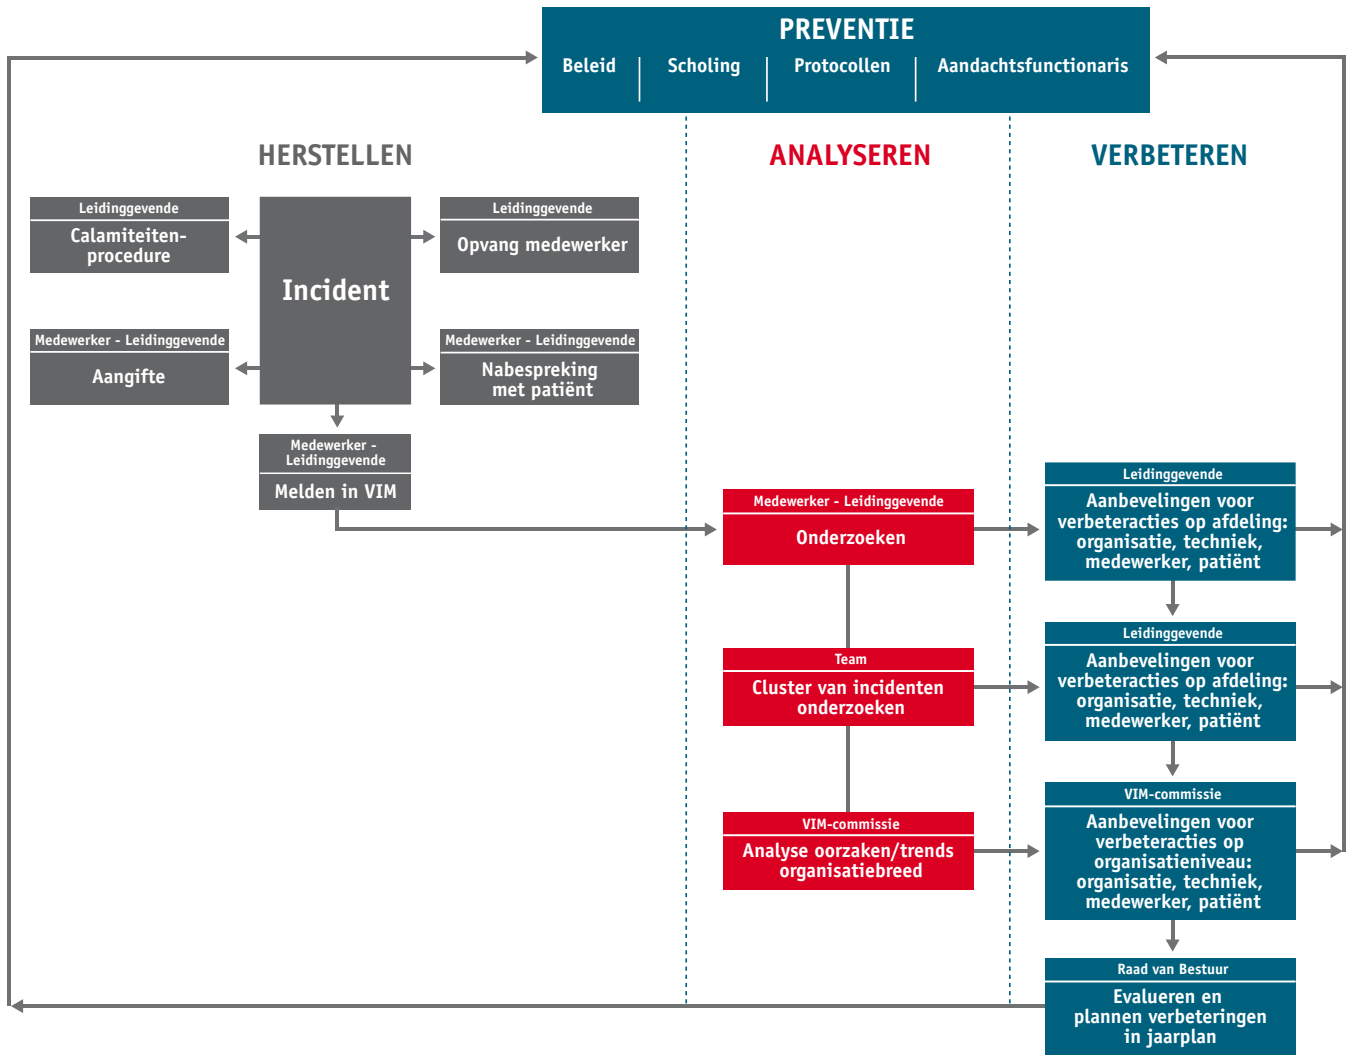 PREVENTIE
Beleid
Scholing
Protocollen
Aandachtsfunctionaris
HERSTELLEN
ANALYSEREN
VERBETEREN
Leidinggevende
Calamiteiten-
procedure
Incident
Leidinggevende
Opvang medewerker
Medewerker - Leidinggevende
Aangifte
Medewerker - Leidinggevende
Nabespreking
met patiënt
Medewerker -
Leidinggevende
Melden in VIM
Medewerker - Leidinggevende
Onderzoeken
Leidinggevende
Aanbevelingen voor
verbeteracties op afdeling:
organisatie, techniek,
medewerker, patiënt
Team
Cluster van incidenten
onderzoeken
Leidinggevende
Aanbevelingen voor
verbeteracties op afdeling:
organisatie, techniek,
medewerker, patiënt
VIM-commissie
Analyse oorzaken/trends
organisatiebreed
VIM-commissie
Aanbevelingen voor
verbeteracties op
organisatieniveau:
organisatie, techniek,
medewerker, patiënt
Raad van Bestuur
Evalueren en
plannen verbeteringen
in jaarplan